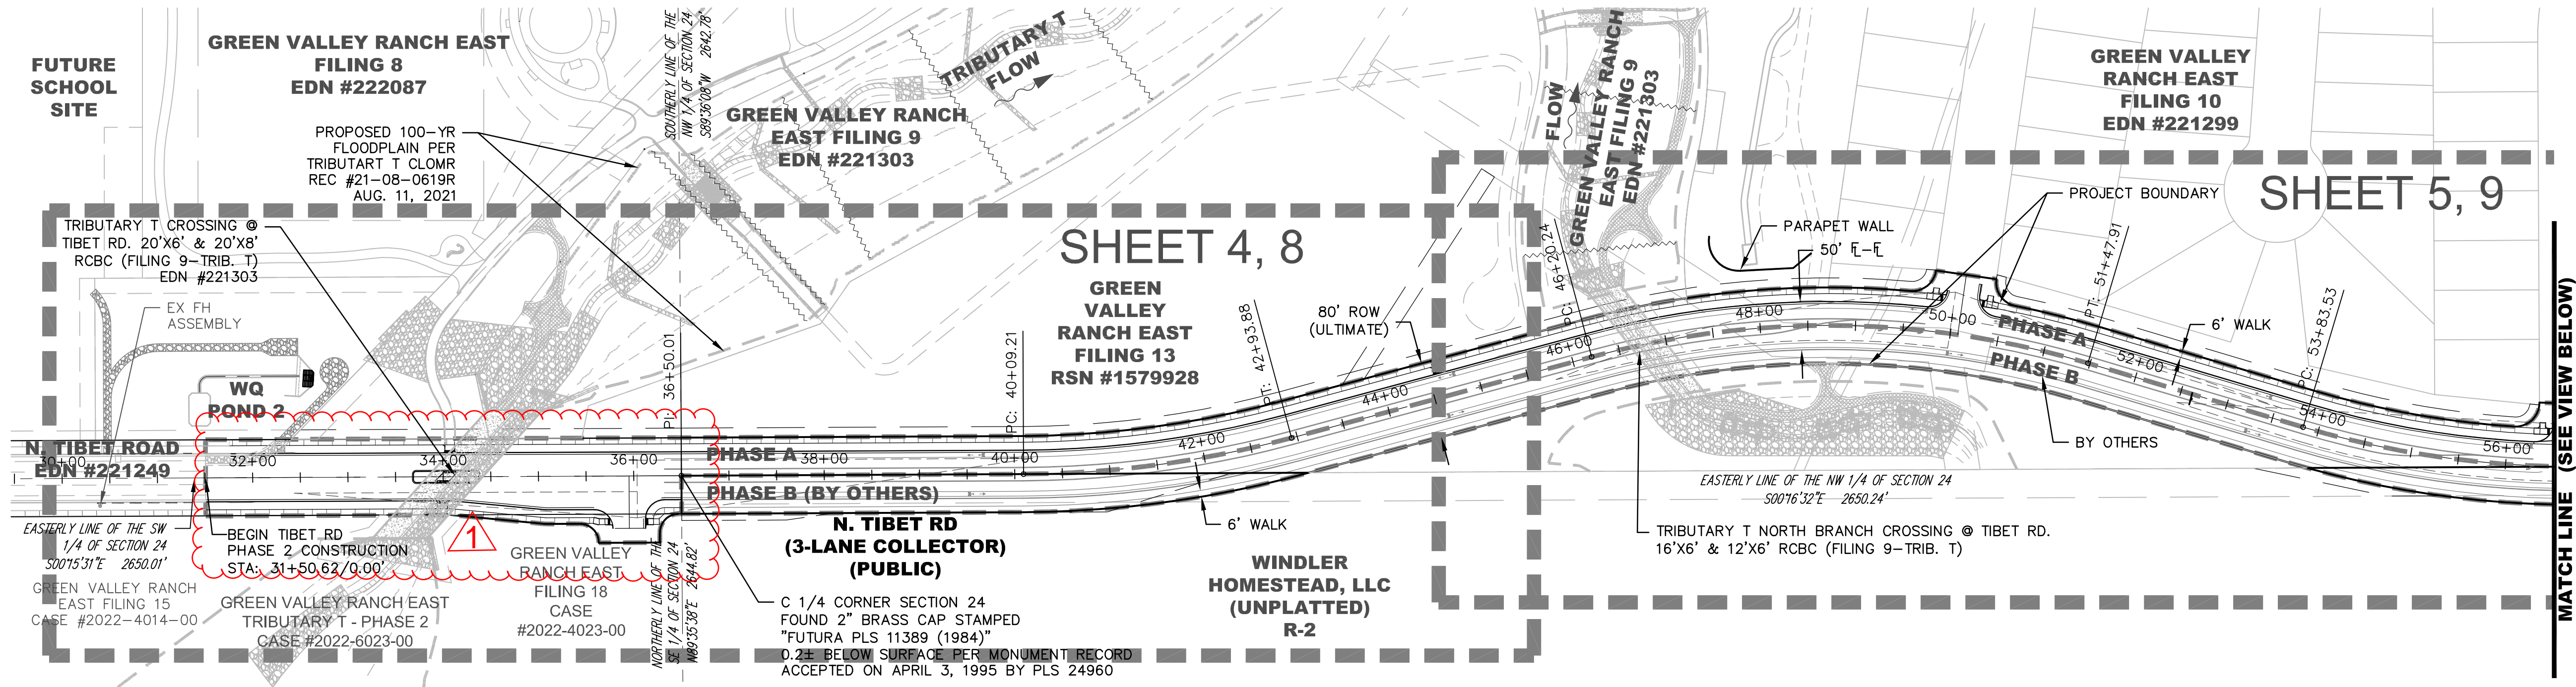 FUTURE
SCHOOL
SITE
GREEN VALLEY RANCH EAST
FILING 8
EDN #222087
PROPOSED 100-YR
FLOODPLAIN PER
TRIBUTART T CLOMR
REC #21-08-0619R
AUG. 11, 2021
SOUTHERLY LINE OF THE
NW 1/4 OF SECTION 24
S89°36'08"W 2642.78'
TRIBUTARY T
FLOW
GREEN VALLEY RANCH
EAST FILING 9
EDN #221303
FLOW
GREEN VALLEY RANCH
EAST FILING 9
EDN #221303
GREEN VALLEY
RANCH EAST
FILING 10
EDN #221299
SHEET 5, 9
PROJECT BOUNDARY
PARAPET WALL
50' FL-FL
TRIBUTARY T CROSSING @
TIBET RD. 20'X6' & 20'X8'
RCBC (FILING 9-TRIB. T)
EDN #221303
EX FH
ASSEMBLY
WQ
POND 2
SHEET 4, 8
GREEN
VALLEY
RANCH EAST
FILING 13
RSN #1579928
80' ROW
(ULTIMATE)
PI: 36+50.01
PC: 40+09.21
PT: 42+93.88
PC: 46+20.24
PT: 51+47.91
PC: 53+83.53
6' WALK
N. TIBET ROAD
EDN #221249
30+00
32+00
34+00
36+00
38+00
40+00
42+00
44+00
46+00
48+00
50+00
52+00
54+00
56+00
PHASE A
PHASE B (BY OTHERS)
PHASE A
PHASE B
BY OTHERS
MATCH LINE (SEE VIEW BELOW)
EASTERLY LINE OF THE SW
1/4 OF SECTION 24
S00°15'31"E 2650.01'
BEGIN TIBET RD
PHASE 2 CONSTRUCTION
STA: 31+50.62/0.00'
1
GREEN VALLEY RANCH
EAST FILING 15
CASE #2022-4014-00
GREEN VALLEY RANCH EAST
TRIBUTARY T - PHASE 2
CASE #2022-6023-00
GREEN VALLEY
RANCH EAST
FILING 18
CASE
#2022-4023-00
NORTHERLY LINE OF THE
SE 1/4 OF SECTION 24
N89°35'38"E 2644.82'
N. TIBET RD
(3-LANE COLLECTOR)
(PUBLIC)
6' WALK
C 1/4 CORNER SECTION 24
FOUND 2" BRASS CAP STAMPED
"FUTURA PLS 11389 (1984)"
0.2± BELOW SURFACE PER MONUMENT RECORD
ACCEPTED ON APRIL 3, 1995 BY PLS 24960
WINDLER
HOMESTEAD, LLC
(UNPLATTED)
R-2
EASTERLY LINE OF THE NW 1/4 OF SECTION 24
S00°16'32"E 2650.24'
TRIBUTARY T NORTH BRANCH CROSSING @ TIBET RD.
16'X6' & 12'X6' RCBC (FILING 9-TRIB. T)